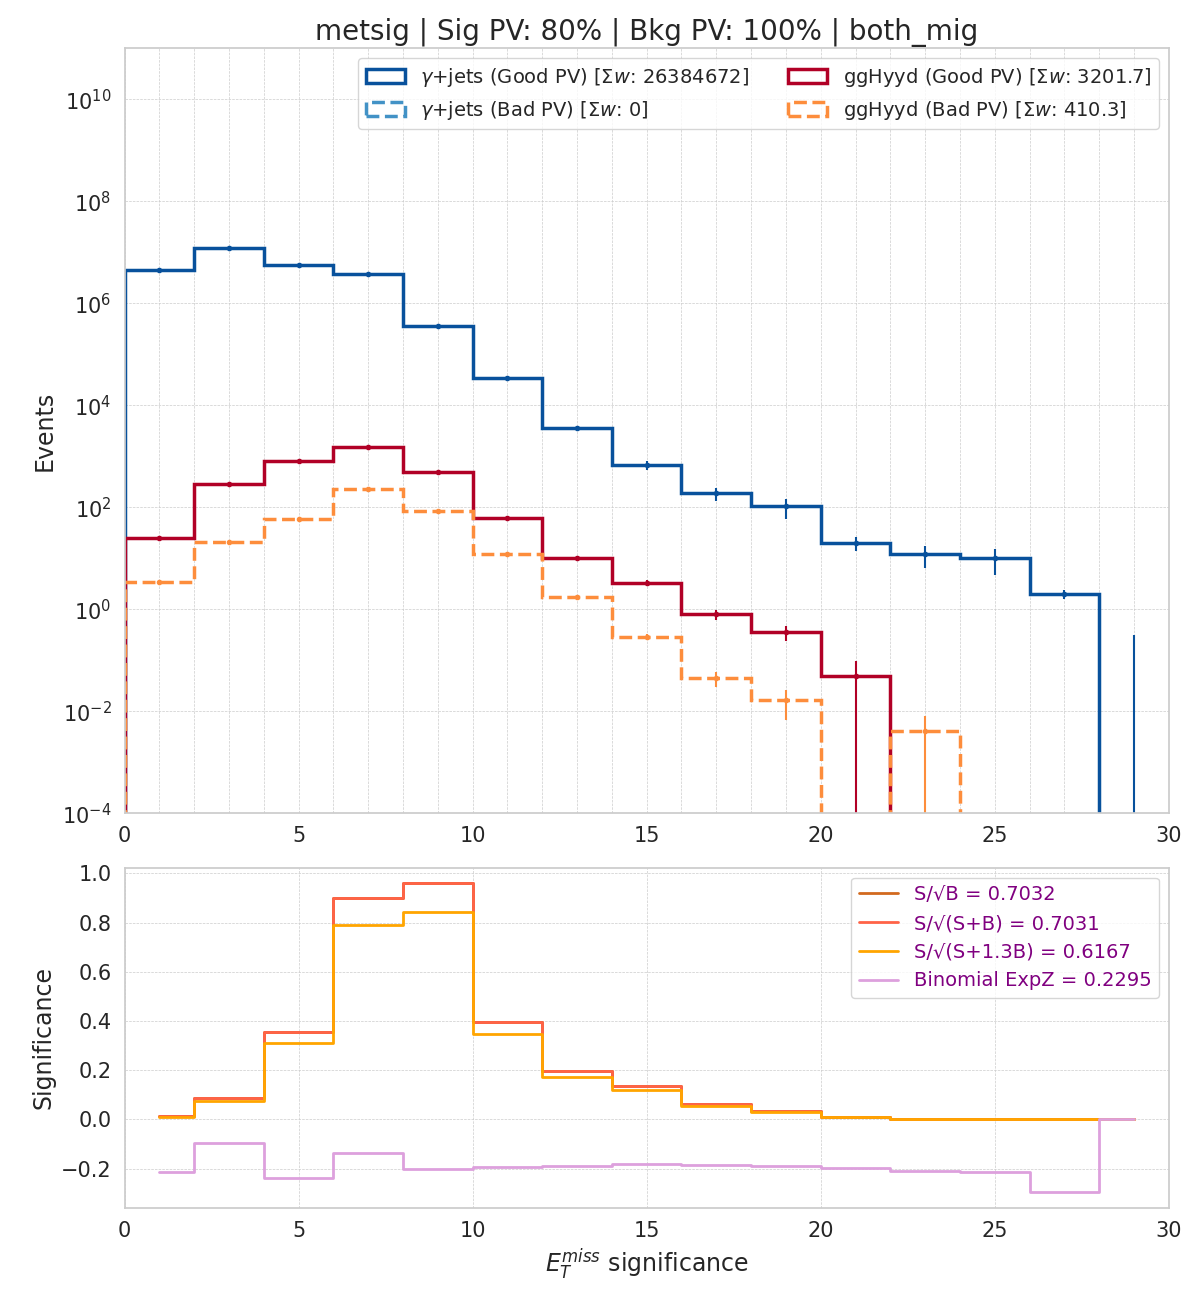 metsig | Sig PV: 80% | Bkg PV: 100% | both_mig
γ+jets (Good PV) [Σw: 26384672]
γ+jets (Bad PV) [Σw: 0]
ggHyyd (Good PV) [Σw: 3201.7]
ggHyyd (Bad PV) [Σw: 410.3]
Events
10^10
10^8
10^6
10^4
10^2
10^0
10^−2
10^−4
0 5 10 15 20 25 30
Significance
1.0
0.8
0.6
0.4
0.2
0.0
−0.2
S/√B = 0.7032
S/√(S+B) = 0.7031
S/√(S+1.3B) = 0.6167
Binomial ExpZ = 0.2295
0 5 10 15 20 25 30
E_T^miss significance